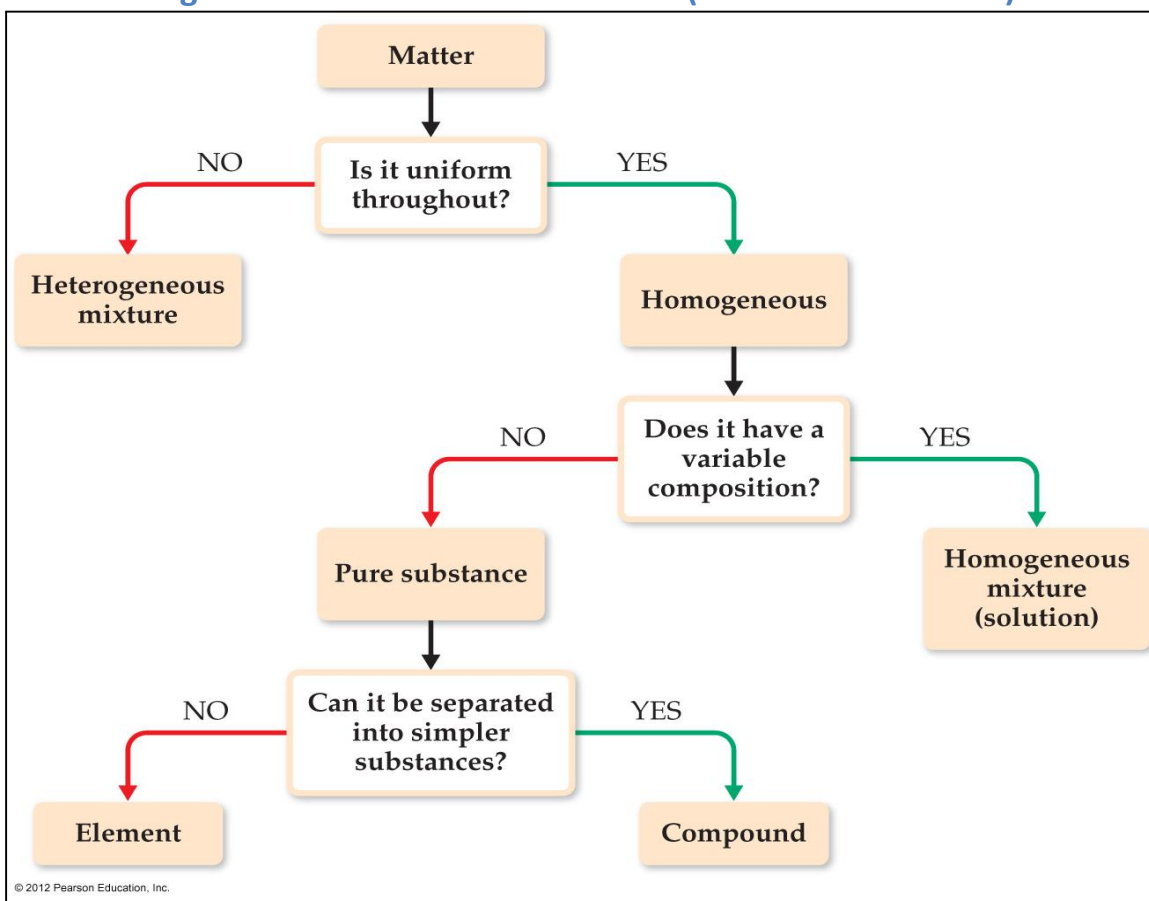 Matter
NO
Is it uniform
throughout?
YES
Heterogeneous
mixture
Homogeneous
NO
Does it have a
variable
composition?
YES
Pure substance
Homogeneous
mixture
(solution)
NO
Can it be separated
into simpler
substances?
YES
Element
Compound
© 2012 Pearson Education, Inc.